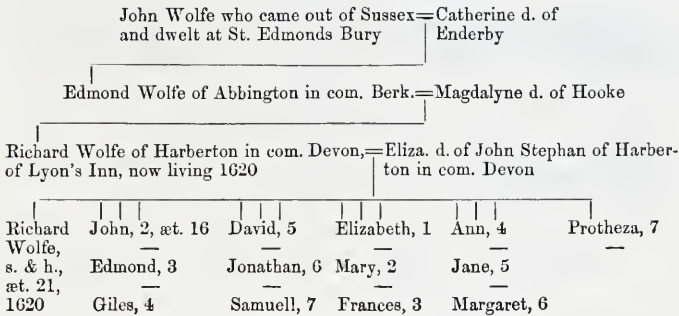 John Wolfe who came out of Sussex=Catherine d. of
and dwelt at St. Edmonds Bury Enderby
Edmond Wolfe of Abbington in com. Berk.=Magdalyne d. of Hooke
Richard Wolfe of Harberton in com. Devon,=Eliza. d. of John Stephan of Harber-
of Lyon's Inn, now living 1620 ton in com. Devon
Richard John, 2, æt. 16 David, 5 Elizabeth, 1 Ann, 4 Protheza, 7
Wolfe,
s. & h., Edmond, 3 Jonathan, 6 Mary, 2 Jane, 5
æt. 21,
1620 Giles, 4 Samuell, 7 Frances, 3 Margaret, 6